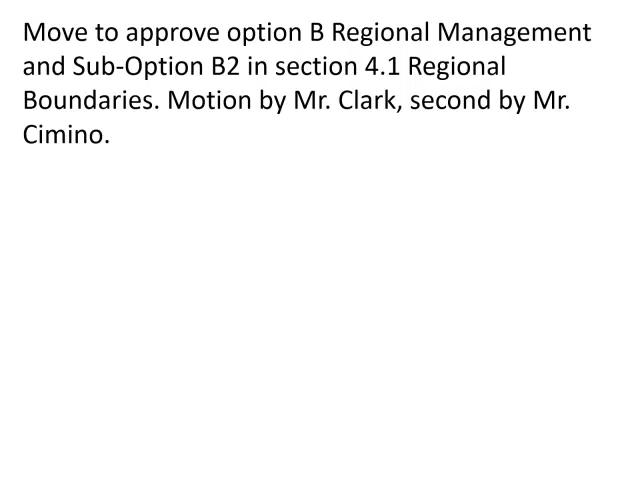 Move to approve option B Regional Management
and Sub-Option B2 in section 4.1 Regional
Boundaries. Motion by Mr. Clark, second by Mr.
Cimino.